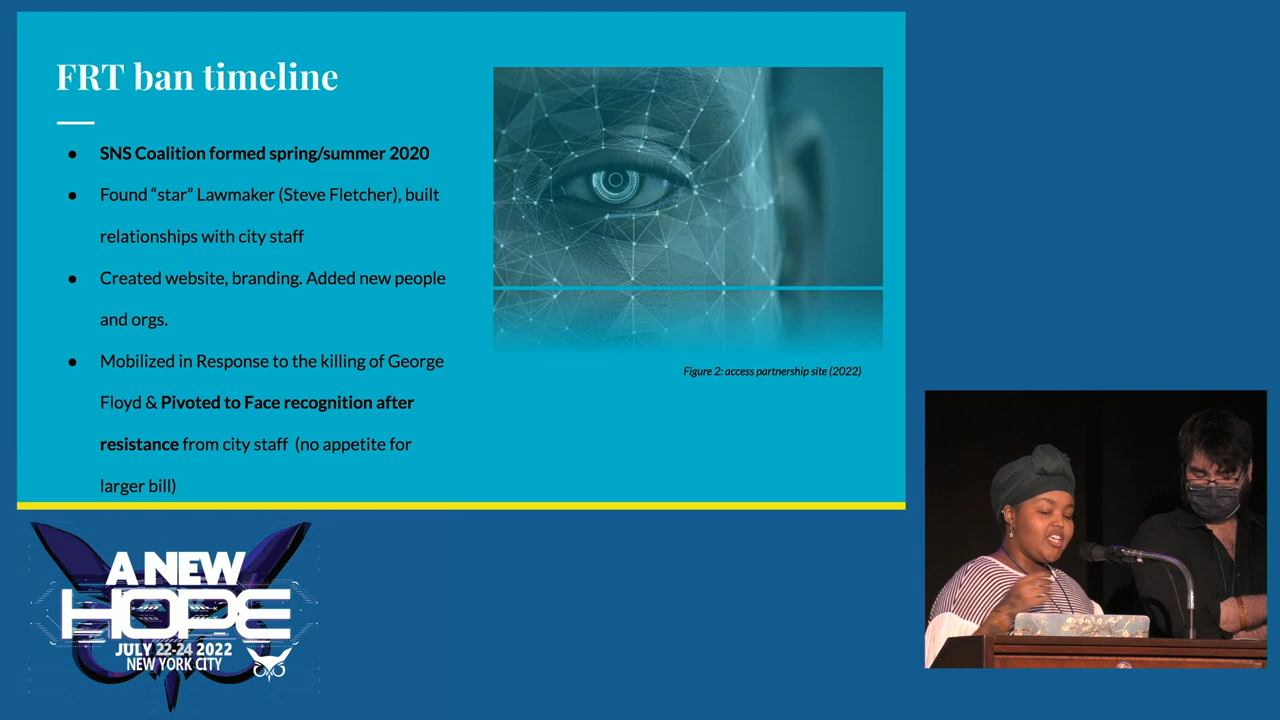 FRT ban timeline
● SNS Coalition formed spring/summer 2020
● Found “star” Lawmaker (Steve Fletcher), built
relationships with city staff
● Created website, branding. Added new people
and orgs.
● Mobilized in Response to the killing of George
Floyd & Pivoted to Face recognition after
resistance from city staff (no appetite for
larger bill)
Figure 2: access partnership site (2022)
A NEW
HOPE
JULY 22-24 2022
NEW YORK CITY